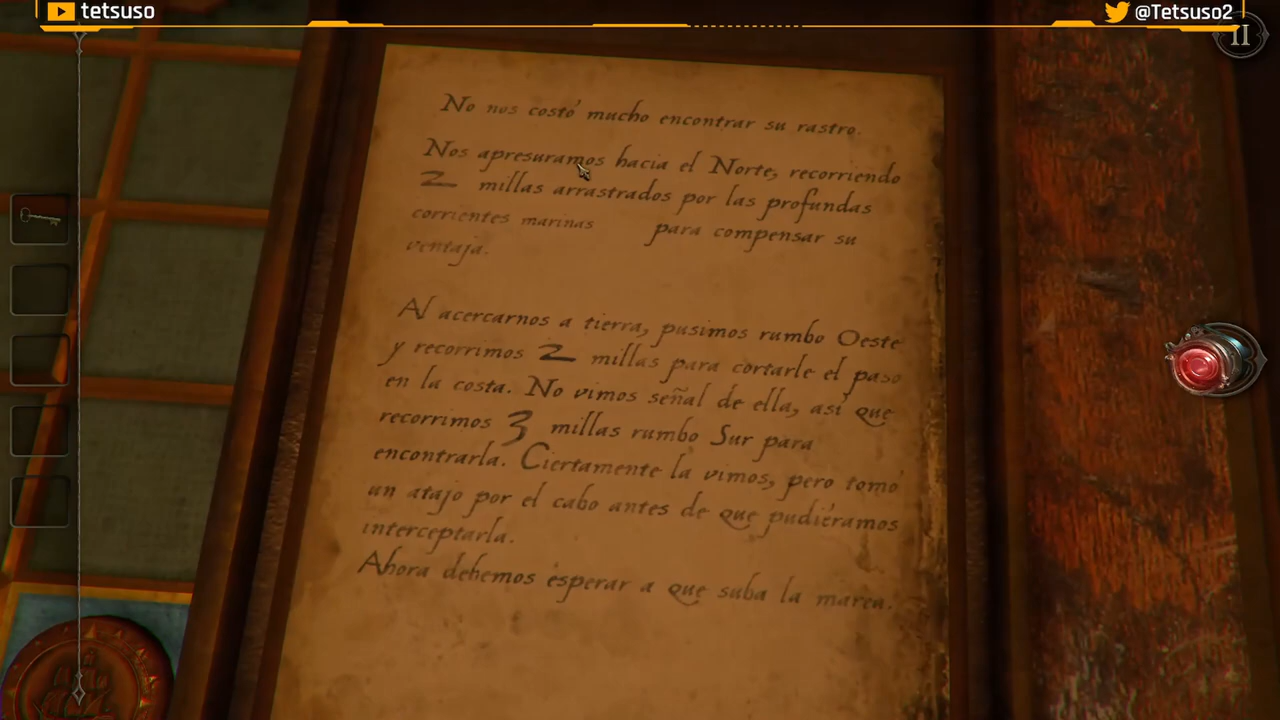 tetsuso
@Tetsuso2
II
No nos costó mucho encontrar su rastro.
Nos apresuramos hacia el Norte, recorriendo
2 millas arrastrados por las profundas
corrientes marinas para compensar su
ventaja.
Al acercarnos a tierra, pusimos rumbo Oeste
y recorrimos 2 millas para cortarle el paso
en la costa. No vimos señal de ella, así que
recorrimos 3 millas rumbo Sur para
encontrarla. Ciertamente la vimos, pero tomó
un atajo por el cabo antes de que pudiéramos
interceptarla.
Ahora debemos esperar a que suba la marea.